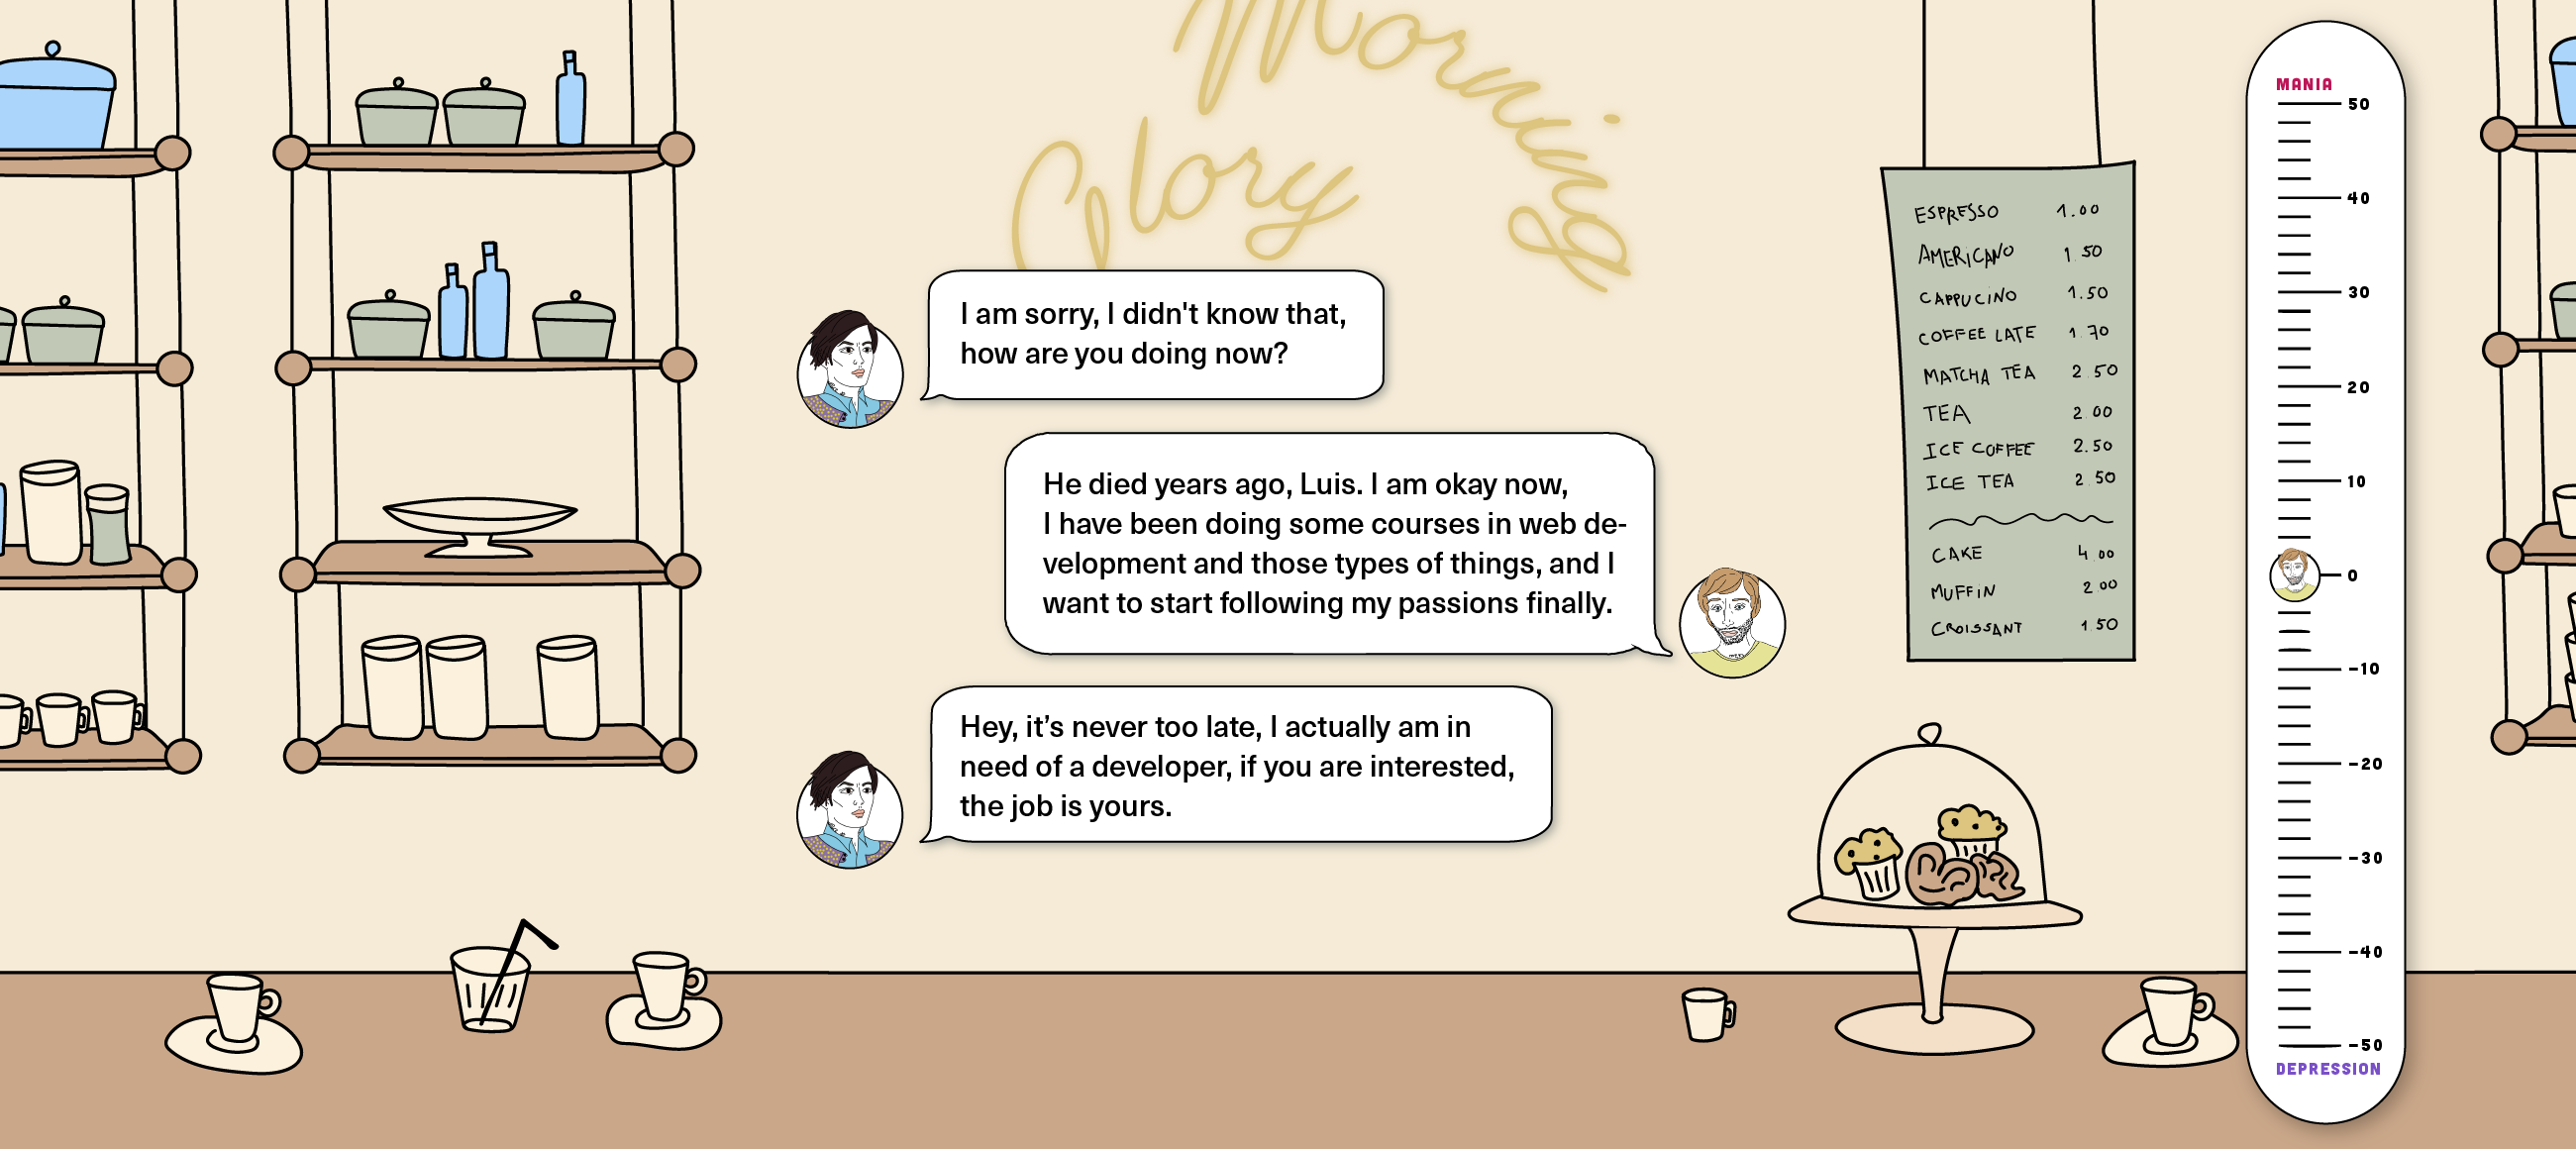 Morning
Glory
I am sorry, I didn't know that,
how are you doing now?
He died years ago, Luis. I am okay now,
I have been doing some courses in web de-
velopment and those types of things, and I
want to start following my passions finally.
Hey, it’s never too late, I actually am in
need of a developer, if you are interested,
the job is yours.
ESPRESSO 1.00
AMERICANO 1.50
CAPPUCINO 1.50
COFFEE LATE 1.70
MATCHA TEA 2.50
TEA 2.00
ICE COFFEE 2.50
ICE TEA 2.50
CAKE 4.00
MUFFIN 2.00
CROISSANT 1.50
MANIA
50
40
30
20
10
0
-10
-20
-30
-40
-50
DEPRESSION